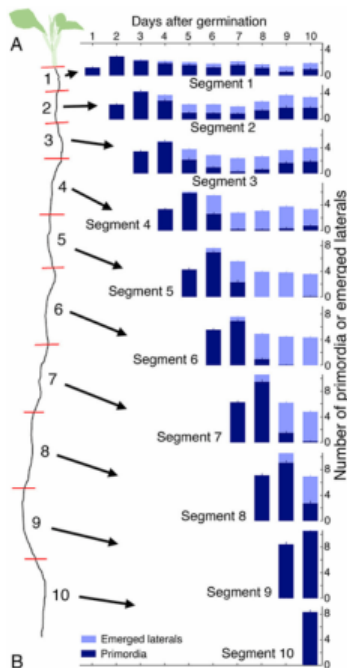 Days after germination
A
1 2 3 4 5 6 7 8 9 10
4
0
1
Segment 1
4
0
2
Segment 2
4
0
3
Segment 3
4
0
4
Segment 4
8
4
0
5
Segment 5
8
4
0
6
Segment 6
8
4
0
7
Segment 7
8
4
0
8
Segment 8
8
4
0
9
Segment 9
8
4
0
10
Segment 10
Number of primordia or emerged laterals
Emerged laterals
Primordia
B